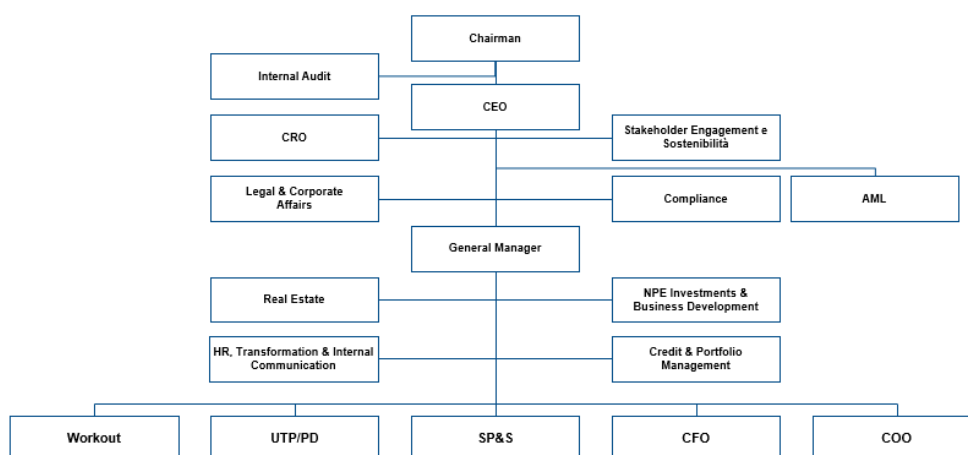 Chairman
Internal Audit
CEO
CRO
Stakeholder Engagement e
Sostenibilità
Legal & Corporate
Affairs
Compliance
AML
General Manager
Real Estate
NPE Investments &
Business Development
HR, Transformation & Internal
Communication
Credit & Portfolio
Management
Workout
UTP/PD
SP&S
CFO
COO